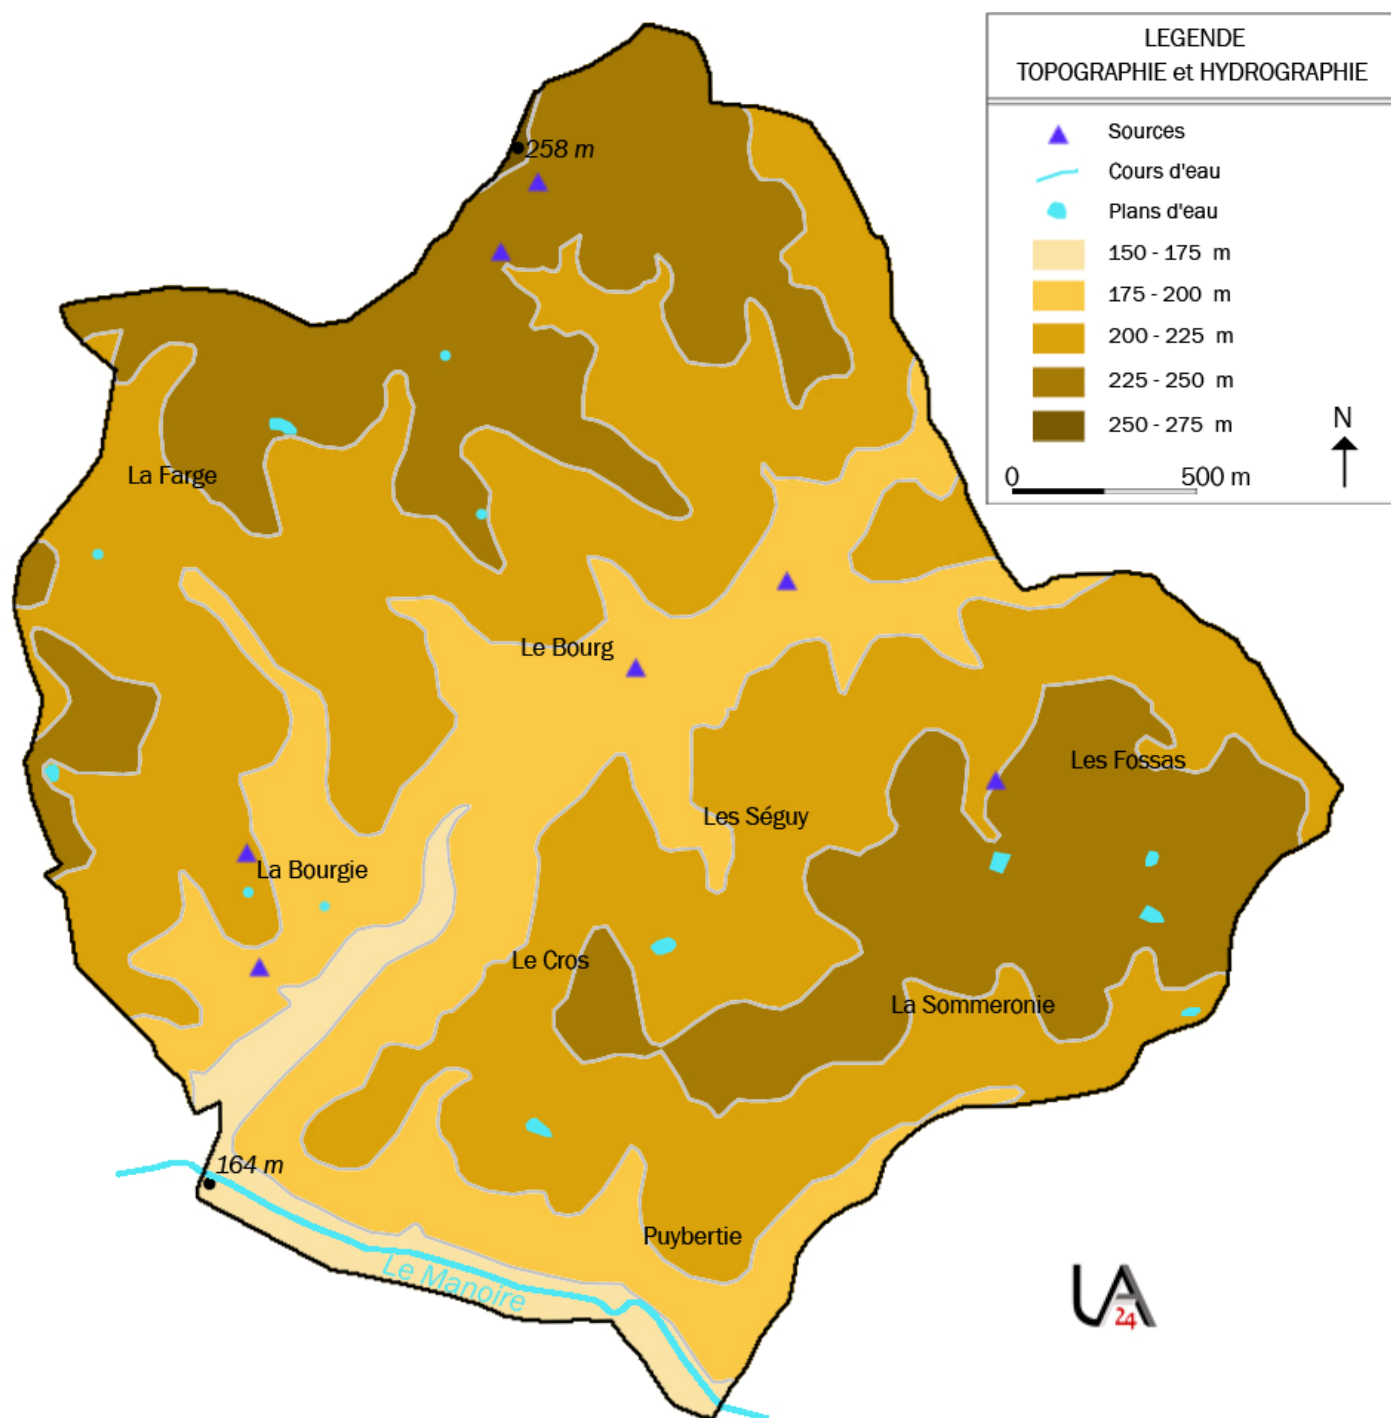 LEGENDE
TOPOGRAPHIE et HYDROGRAPHIE
Sources
Cours d'eau
Plans d'eau
150 - 175 m
175 - 200 m
200 - 225 m
225 - 250 m
250 - 275 m
N
0 500 m
258 m
La Farge
Le Bourg
Les Fossas
Les Séguy
La Bourgie
Le Cros
La Sommeronie
164 m
Puybertie
Le Manoire
UA
24